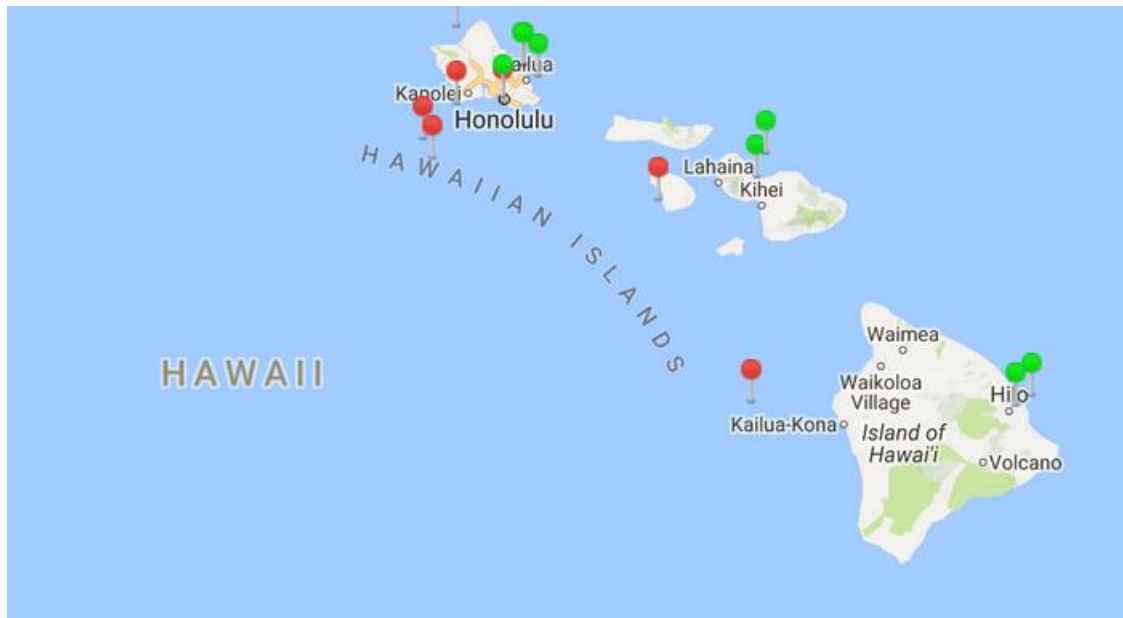 ailua
Kapolei
Honolulu
HAWAIIAN ISLANDS
Lahaina
Kihei
HAWAII
Waimea
Waikoloa
Village
Hilo
Kailua-Kona
Island of
Hawai'i
Volcano